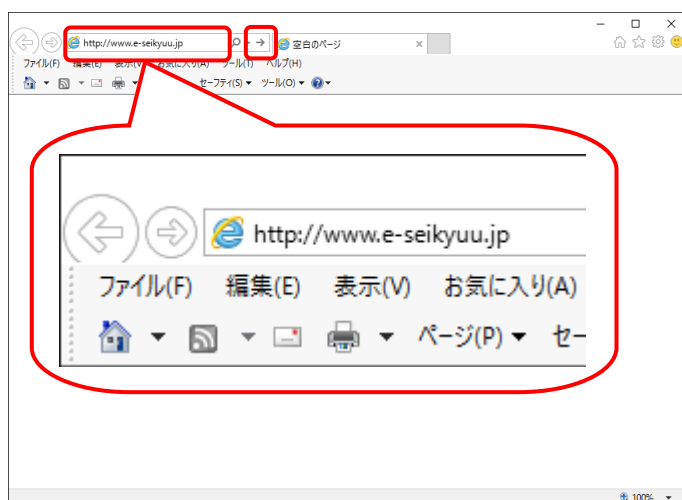 http://www.e-seikyuu.jp
空白のページ
ファイル(F) 編集(E) 表示(V) お気に入り(A) ツール(T) ヘルプ(H)
セーフティ(S) ツール(O)
http://www.e-seikyuu.jp
ファイル(F) 編集(E) 表示(V) お気に入り(A)
ページ(P) セー
100%